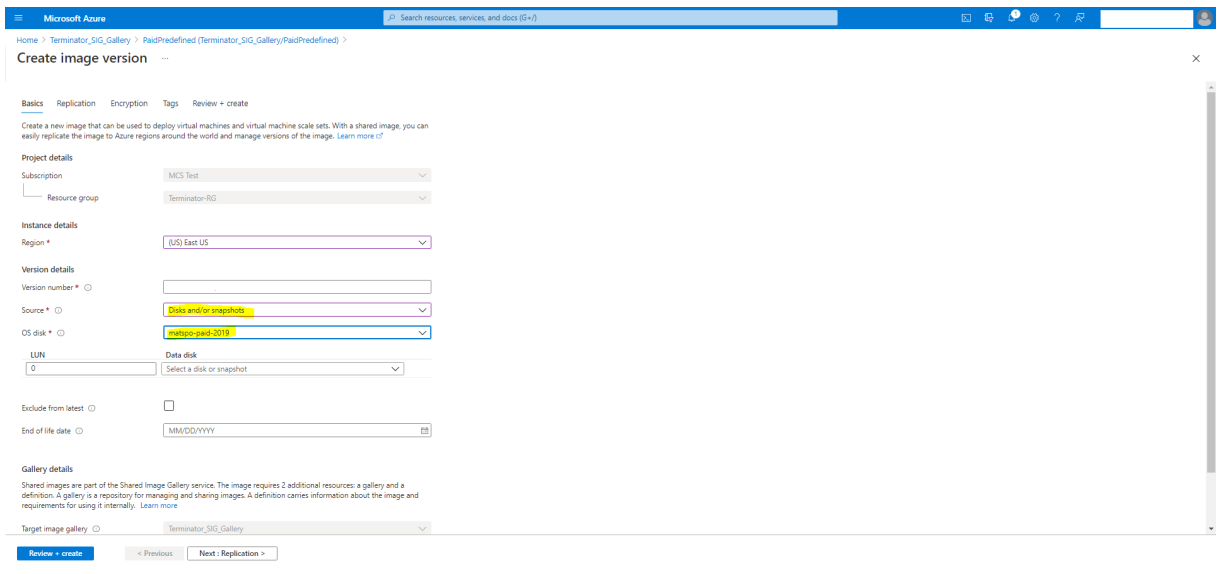 Microsoft Azure
Search resources, services, and docs (G+/)
1
Home > Terminator_SIG_Gallery > PaidPredefined (Terminator_SIG_Gallery/PaidPredefined) >
Create image version ...
Basics Replication Encryption Tags Review + create
Create a new image that can be used to deploy virtual machines and virtual machine scale sets. With a shared image, you can
easily replicate the image to Azure regions around the world and manage versions of the image. Learn more
Project details
Subscription MCS Test
Resource group Terminator-RG
Instance details
Region * (US) East US
Version details
Version number *
Source * Disks and/or snapshots
OS disk * matspo-paid-2019
LUN Data disk
0 Select a disk or snapshot
Exclude from latest
End of life date MM/DD/YYYY
Gallery details
Shared images are part of the Shared Image Gallery service. The image requires 2 additional resources: a gallery and a
definition. A gallery is a repository for managing and sharing images. A definition carries information about the image and
requirements for using it internally. Learn more
Target image gallery Terminator_SIG_Gallery
Review + create < Previous Next : Replication >